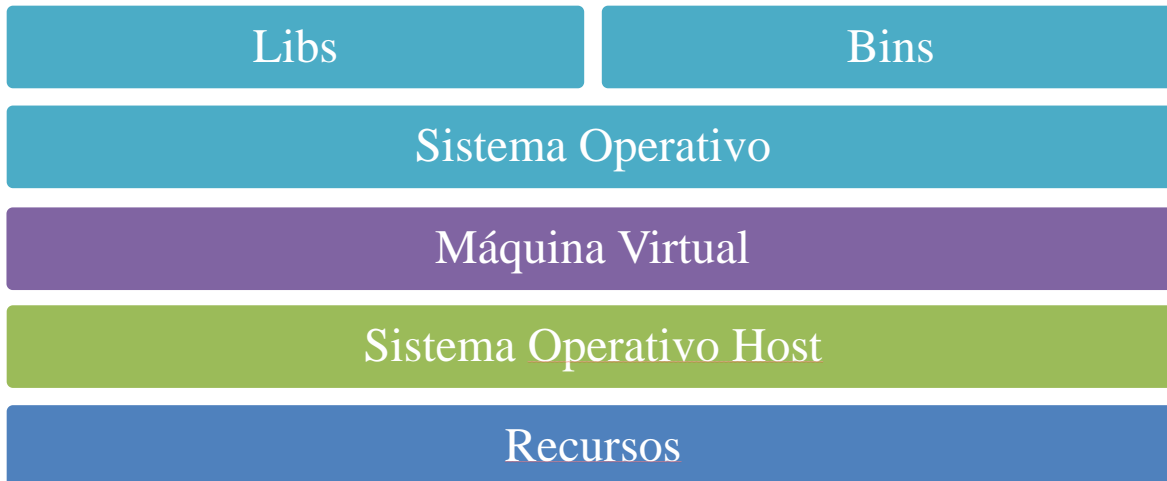 Libs Bins
Sistema Operativo
Máquina Virtual
Sistema Operativo Host
Recursos